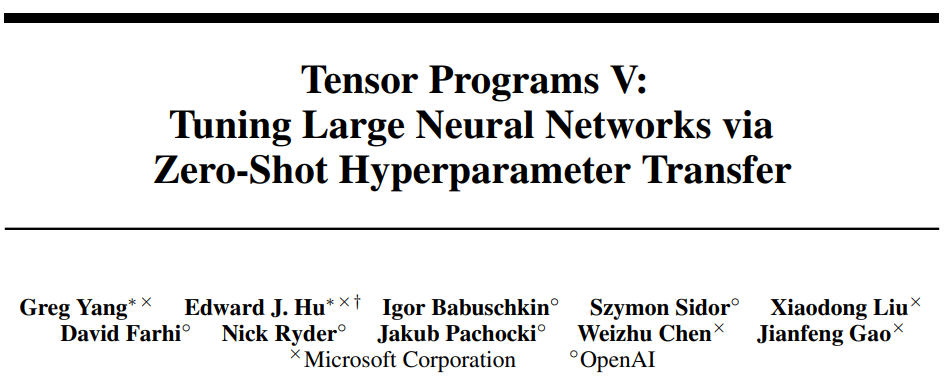 Tensor Programs V:
Tuning Large Neural Networks via
Zero-Shot Hyperparameter Transfer
Greg Yang*× Edward J. Hu*×† Igor Babuschkin○ Szymon Sidor○ Xiaodong Liu×
David Farhi○ Nick Ryder○ Jakub Pachocki○ Weizhu Chen× Jianfeng Gao×
×Microsoft Corporation ○OpenAI